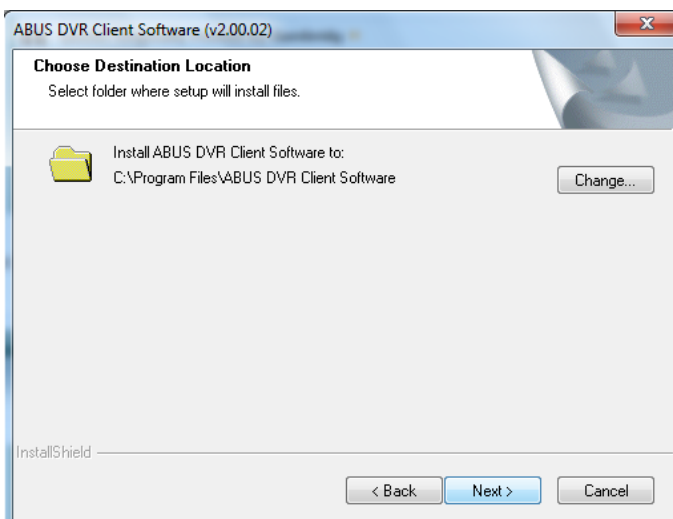 ABUS DVR Client Software (v2.00.02)
Choose Destination Location
Select folder where setup will install files.
Install ABUS DVR Client Software to:
C:\Program Files\ABUS DVR Client Software
Change...
InstallShield
< Back
Next >
Cancel